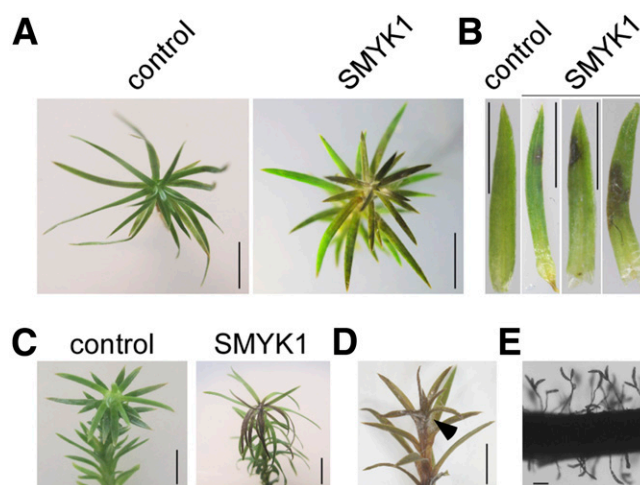 A
control
SMYK1
B
control
SMYK1
C
control
SMYK1
D
E